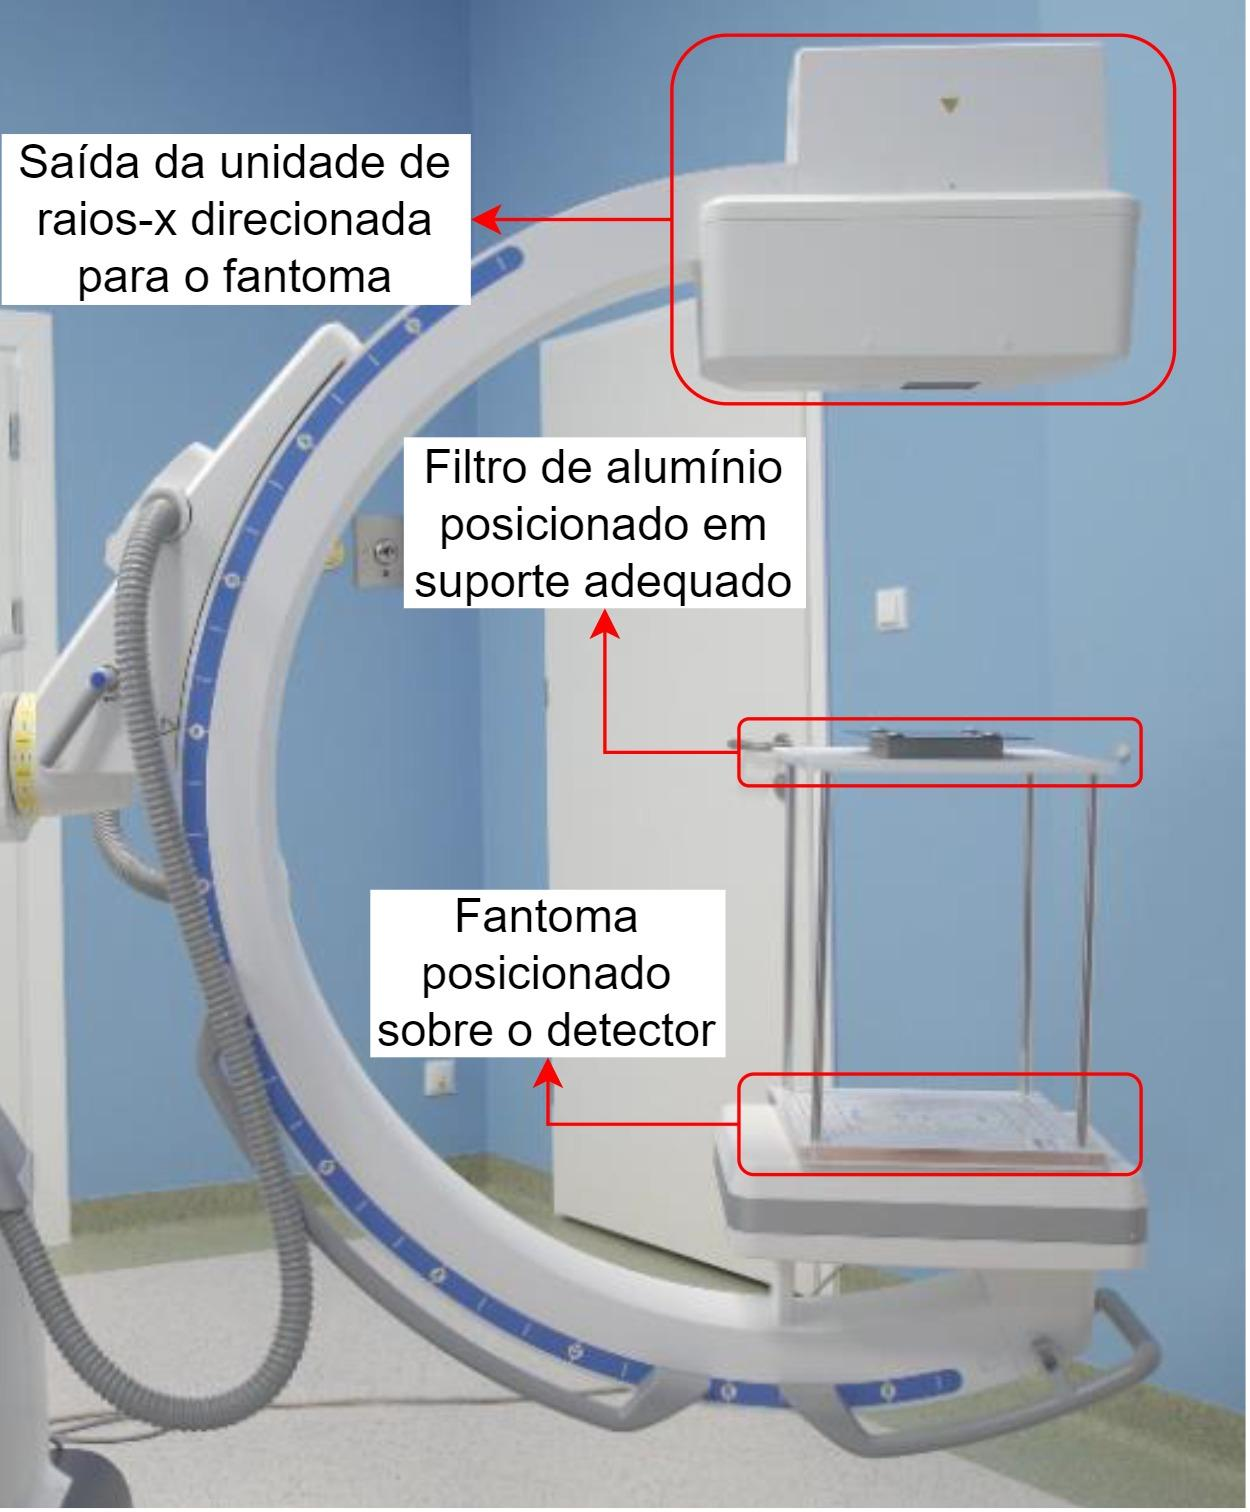 Saída da unidade de
raios-x direcionada
para o fantoma
Filtro de alumínio
posicionado em
suporte adequado
Fantoma
posicionado
sobre o detector